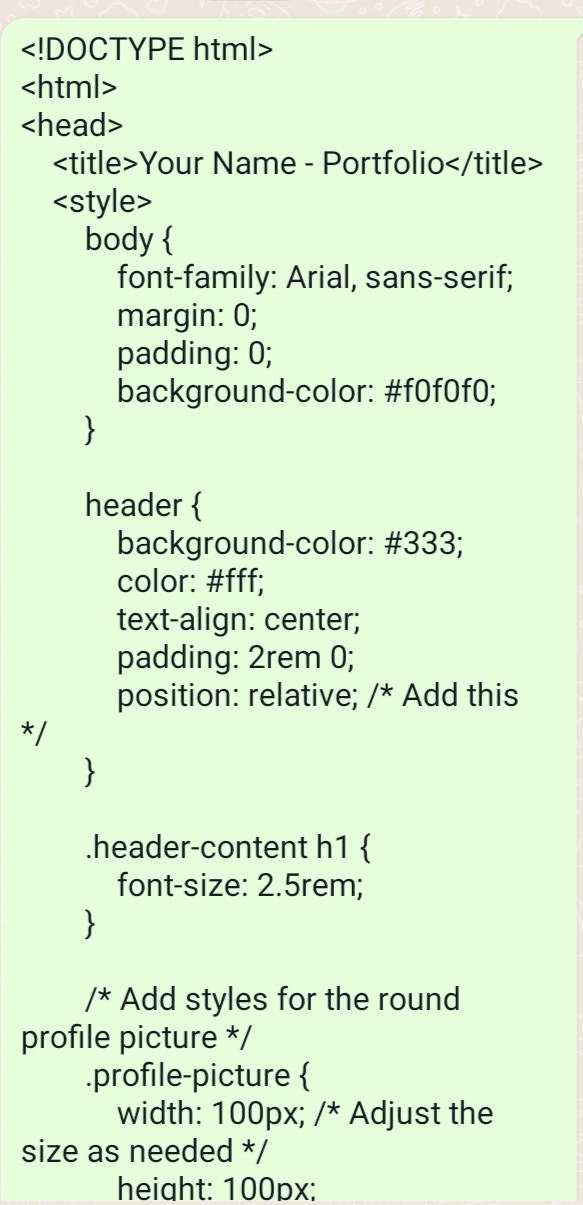 <!DOCTYPE html>
<html>
<head>
    <title>Your Name - Portfolio</title>
    <style>
        body {
            font-family: Arial, sans-serif;
            margin: 0;
            padding: 0;
            background-color: #f0f0f0;
        }

        header {
            background-color: #333;
            color: #fff;
            text-align: center;
            padding: 2rem 0;
            position: relative; /* Add this
*/
        }

        .header-content h1 {
            font-size: 2.5rem;
        }

        /* Add styles for the round
profile picture */
        .profile-picture {
            width: 100px; /* Adjust the
size as needed */
            height: 100px;